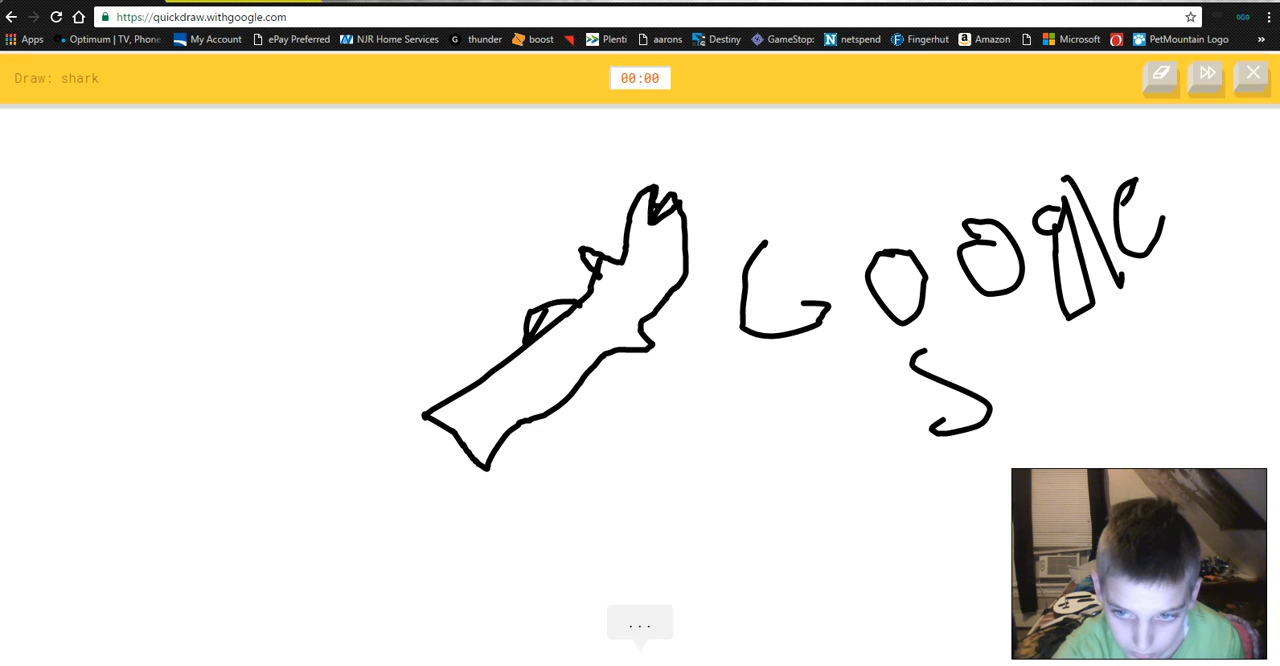 https://quickdraw.withgoogle.com
Apps Optimum | TV, Phone My Account ePay Preferred NJR Home Services G thunder boost Plenti aarons Destiny GameStop: N netspend F Fingerhut a Amazon Microsoft PetMountain Logo »
Draw: shark 00:00
Google
S
...